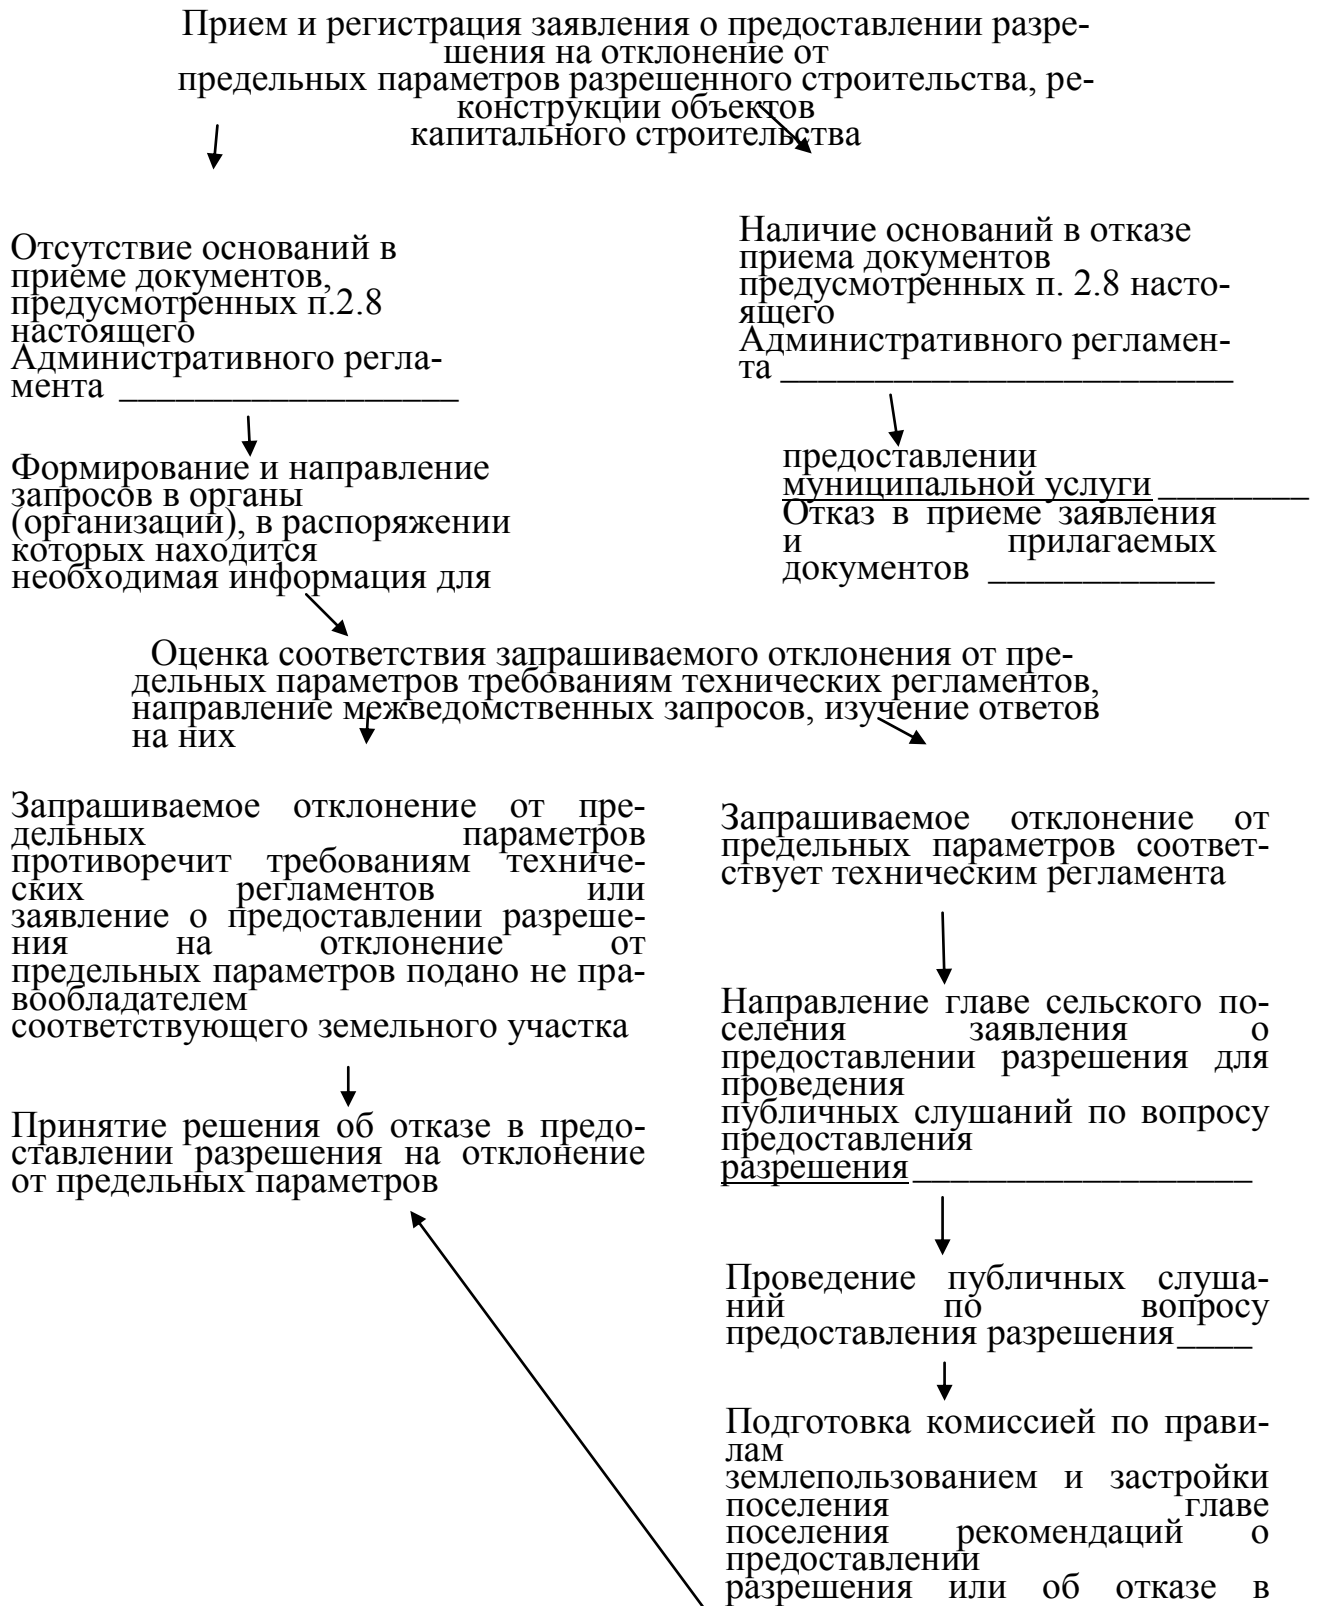 Прием и регистрация заявления о предоставлении разре-
шения на отклонение от
предельных параметров разрешенного строительства, ре-
конструкции объектов
капитального строительства
Отсутствие оснований в
приеме документов,
предусмотренных п.2.8
настоящего
Административного регла-
мента __________________
Наличие оснований в отказе
приема документов
предусмотренных п. 2.8 насто-
ящего
Административного регламен-
та ________________________
Формирование и направление
запросов в органы
(организации), в распоряжении
которых находится
необходимая информация для
предоставлении
муниципальной услуги ________
Отказ в приеме заявления
и прилагаемых
документов ____________
Оценка соответствия запрашиваемого отклонения от пре-
дельных параметров требованиям технических регламентов,
направление межведомственных запросов, изучение ответов
на них
Запрашиваемое отклонение от пре-
дельных параметров
противоречит требованиям техниче-
ских регламентов или
заявление о предоставлении разреше-
ния на отклонение от
предельных параметров подано не пра-
вообладателем
соответствующего земельного участка
Принятие решения об отказе в предо-
ставлении разрешения на отклонение
от предельных параметров
Запрашиваемое отклонение от
предельных параметров соответ-
ствует техническим регламента
Направление главе сельского по-
селения заявления о
предоставлении разрешения для
проведения
публичных слушаний по вопросу
предоставления
разрешения__________________
Проведение публичных слуша-
ний по вопросу
предоставления разрешения____
Подготовка комиссией по прави-
лам
землепользованием и застройки
поселения главе
поселения рекомендаций о
предоставлении
разрешения или об отказе в